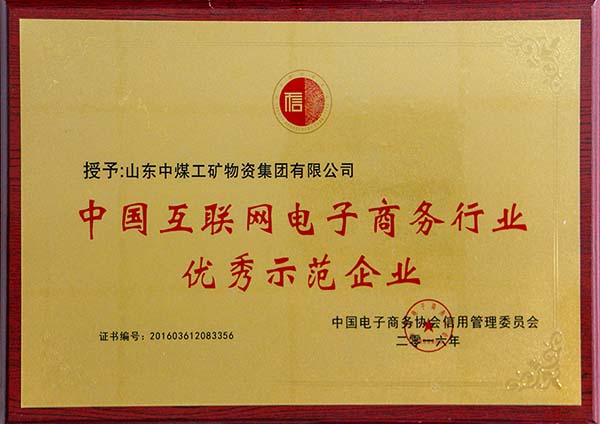 信
授予:山东中煤工矿物资集团有限公司
中国互联网电子商务行业
优秀示范企业
证书编号:201603612083356
中国电子商务协会信用管理委员会
二零一六年